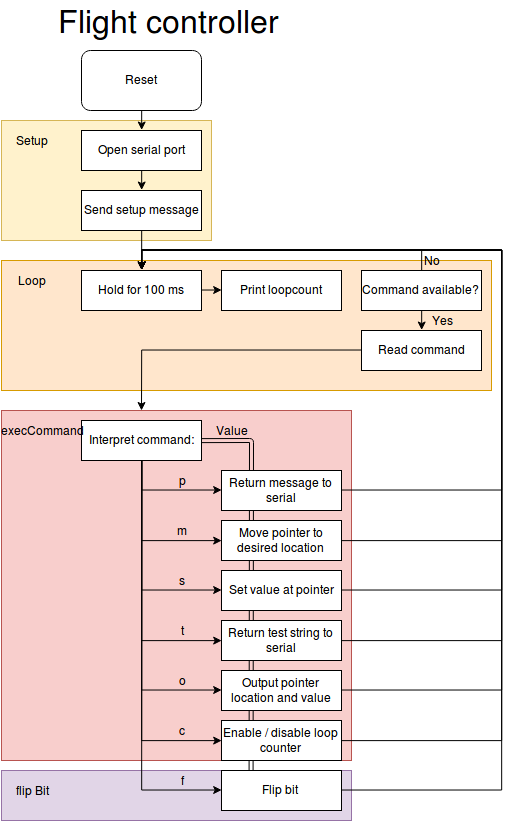 Flight controller
Reset
Setup
Open serial port
Send setup message
No
Loop
Hold for 100 ms
Print loopcount
Command available?
Yes
Read command
execCommand
Interpret command:
Value
p
Return message to
serial
m
Move pointer to
desired location
s
Set value at pointer
t
Return test string to
serial
o
Output pointer
location and value
c
Enable / disable loop
counter
f
flip Bit
Flip bit